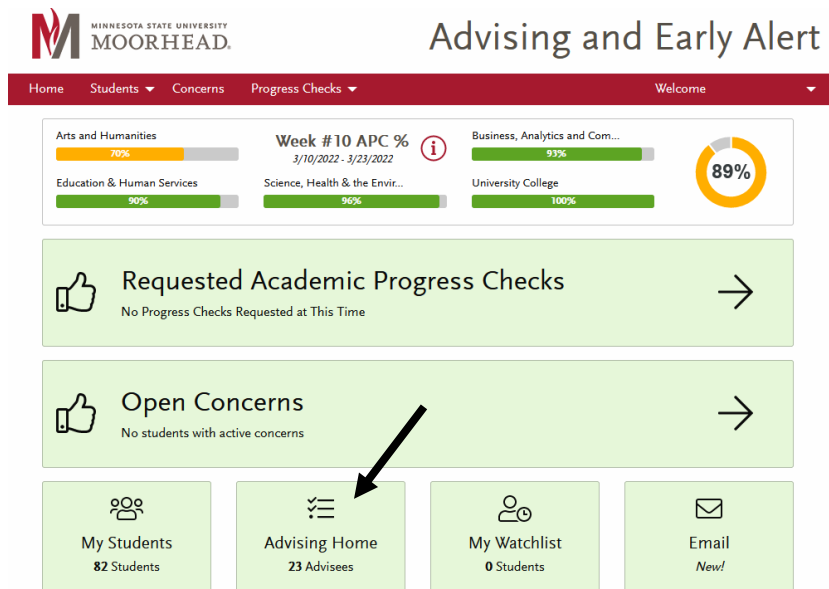 MINNESOTA STATE UNIVERSITY
MOORHEAD.
Advising and Early Alert
Home Students Concerns Progress Checks Welcome
Arts and Humanities
70%
Week #10 APC %
3/10/2022 - 3/23/2022
i
Business, Analytics and Com...
93%
89%
Education & Human Services
90%
Science, Health & the Envir...
96%
University College
100%
Requested Academic Progress Checks
No Progress Checks Requested at This Time
Open Concerns
No students with active concerns
My Students
82 Students
Advising Home
23 Advisees
My Watchlist
0 Students
Email
New!